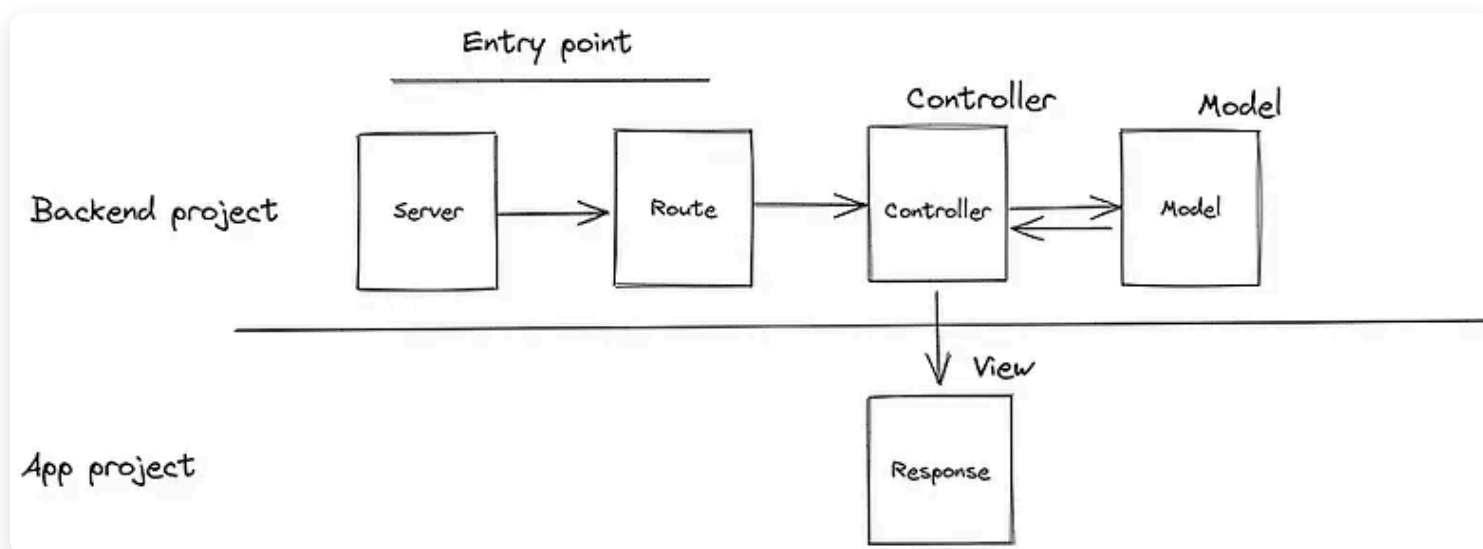 Entry point
Controller
Model
Backend project
Server
Route
Controller
Model
View
App project
Response